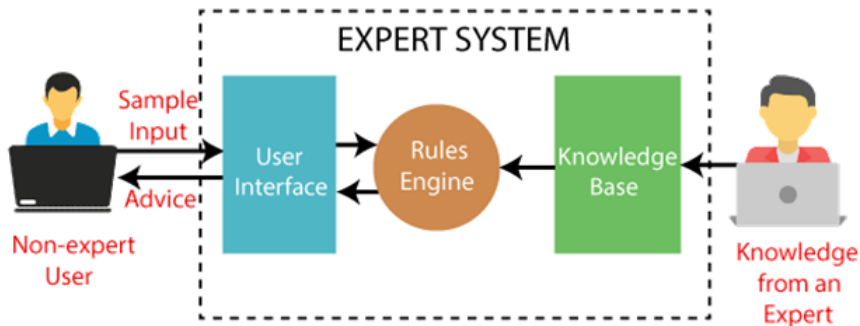 EXPERT SYSTEM
Sample
Input
Advice
Non-expert
User
User
Interface
Rules
Engine
Knowledge
Base
Knowledge
from an
Expert